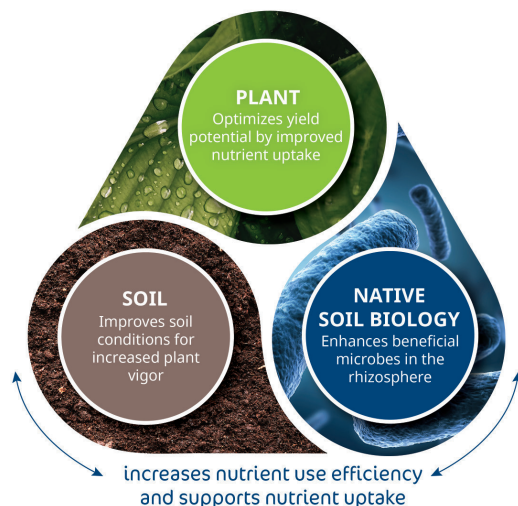 PLANT
Optimizes yield
potential by improved
nutrient uptake
SOIL
Improves soil
conditions for
increased plant
vigor
NATIVE
SOIL BIOLOGY
Enhances beneficial
microbes in the
rhizosphere
increases nutrient use efficiency
and supports nutrient uptake